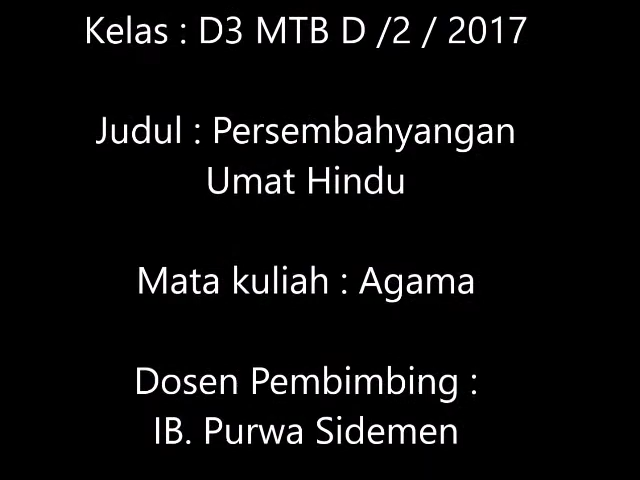 Kelas : D3 MTB D /2 / 2017
Judul : Persembahyangan
Umat Hindu
Mata kuliah : Agama
Dosen Pembimbing :
IB. Purwa Sidemen